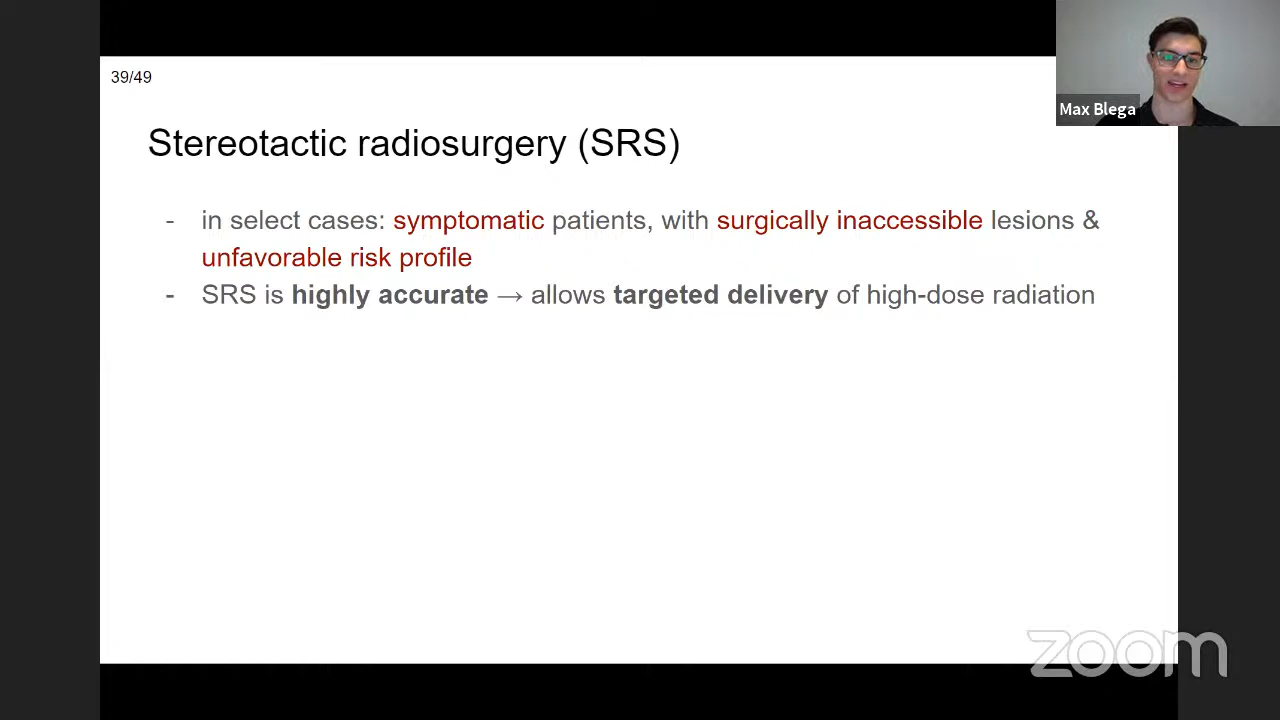 39/49
Max Blega
Stereotactic radiosurgery (SRS)
- in select cases: symptomatic patients, with surgically inaccessible lesions &
unfavorable risk profile
- SRS is highly accurate → allows targeted delivery of high-dose radiation
zoom